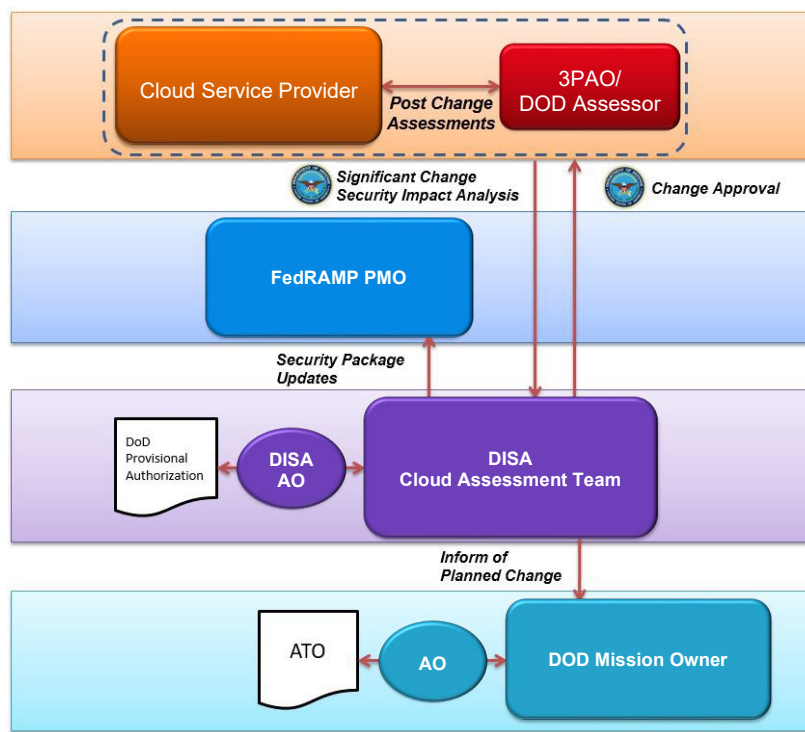 Cloud Service Provider
3PAO/
DOD Assessor
Post Change
Assessments
Significant Change
Security Impact Analysis
Change Approval
FedRAMP PMO
Security Package
Updates
DoD
Provisional
Authorization
DISA
AO
DISA
Cloud Assessment Team
Inform of
Planned Change
ATO
AO
DOD Mission Owner